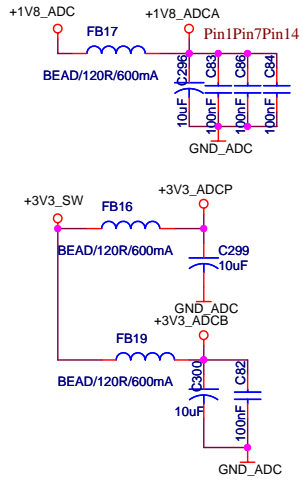 +1V8_ADC
+1V8_ADCA
FB17
Pin1Pin7Pin14
BEAD/120R/600mA
C296
10uF
C83
100nF
C86
100nF
C84
100nF
GND_ADC
+3V3_SW
+3V3_ADCP
FB16
BEAD/120R/600mA
C299
10uF
GND_ADC
+3V3_ADCB
FB19
BEAD/120R/600mA
C300
10uF
C82
100nF
GND_ADC